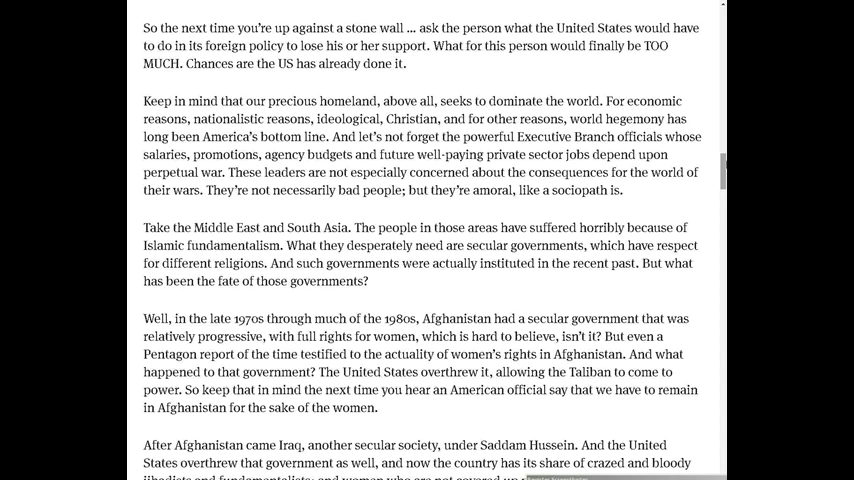 So the next time you're up against a stone wall ... ask the person what the United States would have
to do in its foreign policy to lose his or her support. What for this person would finally be TOO
MUCH. Chances are the US has already done it.
Keep in mind that our precious homeland, above all, seeks to dominate the world. For economic
reasons, nationalistic reasons, ideological, Christian, and for other reasons, world hegemony has
long been America's bottom line. And let's not forget the powerful Executive Branch officials whose
salaries, promotions, agency budgets and future well-paying private sector jobs depend upon
perpetual war. These leaders are not especially concerned about the consequences for the world of
their wars. They're not necessarily bad people; but they're amoral, like a sociopath is.
Take the Middle East and South Asia. The people in those areas have suffered horribly because of
Islamic fundamentalism. What they desperately need are secular governments, which have respect
for different religions. And such governments were actually instituted in the recent past. But what
has been the fate of those governments?
Well, in the late 1970s through much of the 1980s, Afghanistan had a secular government that was
relatively progressive, with full rights for women, which is hard to believe, isn't it? But even a
Pentagon report of the time testified to the actuality of women's rights in Afghanistan. And what
happened to that government? The United States overthrew it, allowing the Taliban to come to
power. So keep that in mind the next time you hear an American official say that we have to remain
in Afghanistan for the sake of the women.
After Afghanistan came Iraq, another secular society, under Saddam Hussein. And the United
States overthrew that government as well, and now the country has its share of crazed and bloody
jihadists and fundamentalists; and women who are not covered up